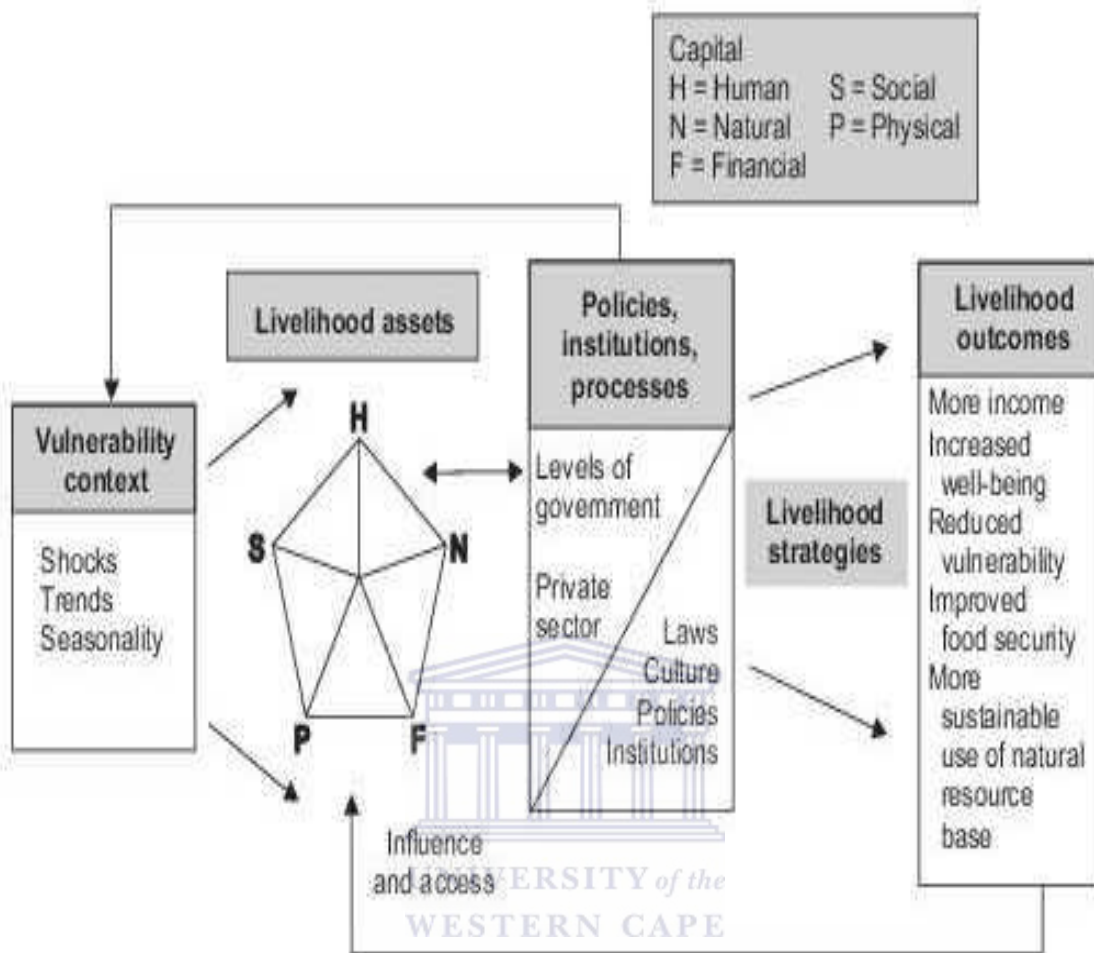 Capital
H = Human S = Social
N = Natural P = Physical
F = Financial
Livelihood assets
Policies,
institutions,
processes
Livelihood
outcomes
Vulnerability
context
Shocks
Trends
Seasonality
H
S
N
P
F
Levels of
government
Private
sector
Laws
Culture
Policies
Institutions
Livelihood
strategies
More income
Increased
well-being
Reduced
vulnerability
Improved
food security
More
sustainable
use of natural
resource
base
Influence
and access
UNIVERSITY of the
WESTERN CAPE